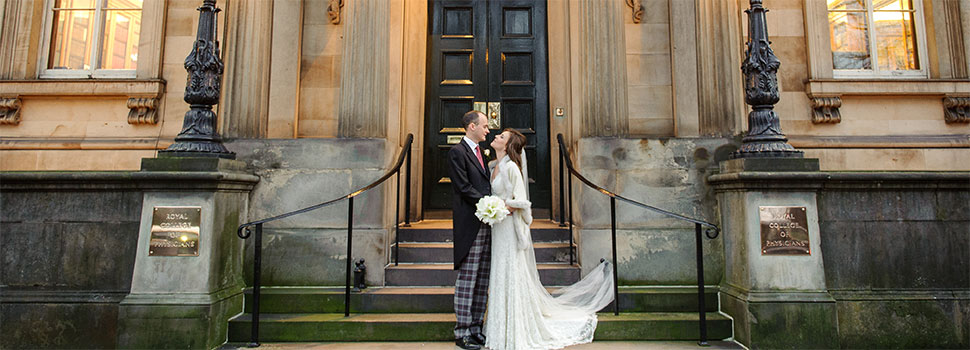 ROYAL
COLLEGE
OF
PHYSICIANS
ROYAL
COLLEGE
OF
PHYSICIANS